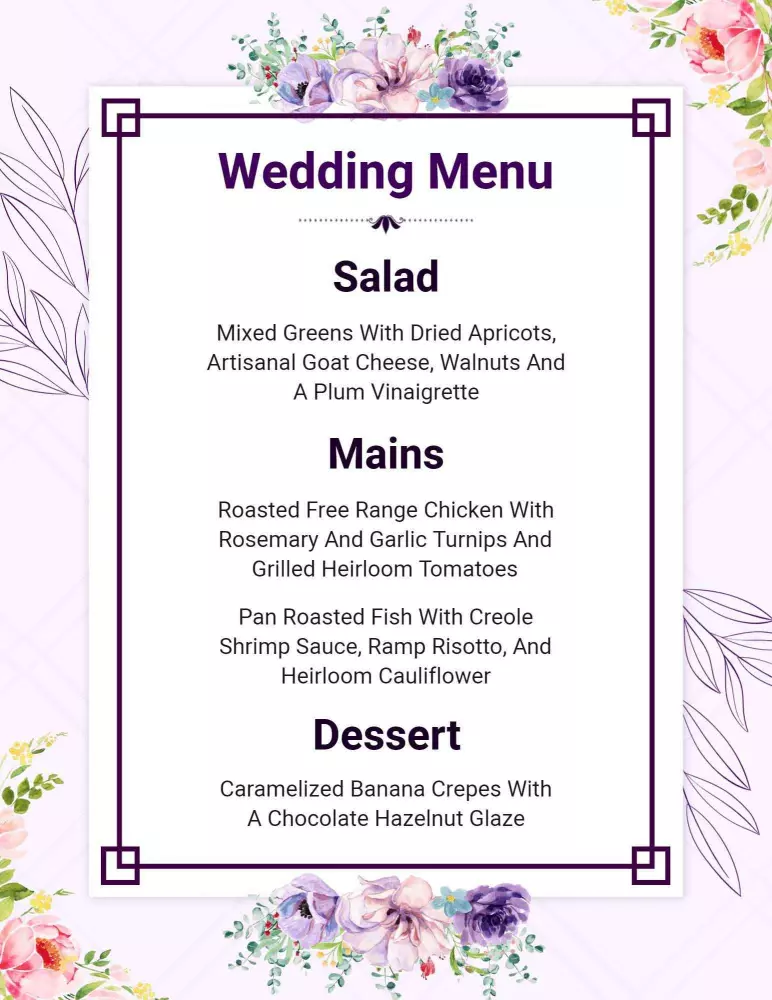 Wedding Menu
Salad
Mixed Greens With Dried Apricots,
Artisanal Goat Cheese, Walnuts And
A Plum Vinaigrette
Mains
Roasted Free Range Chicken With
Rosemary And Garlic Turnips And
Grilled Heirloom Tomatoes
Pan Roasted Fish With Creole
Shrimp Sauce, Ramp Risotto, And
Heirloom Cauliflower
Dessert
Caramelized Banana Crepes With
A Chocolate Hazelnut Glaze